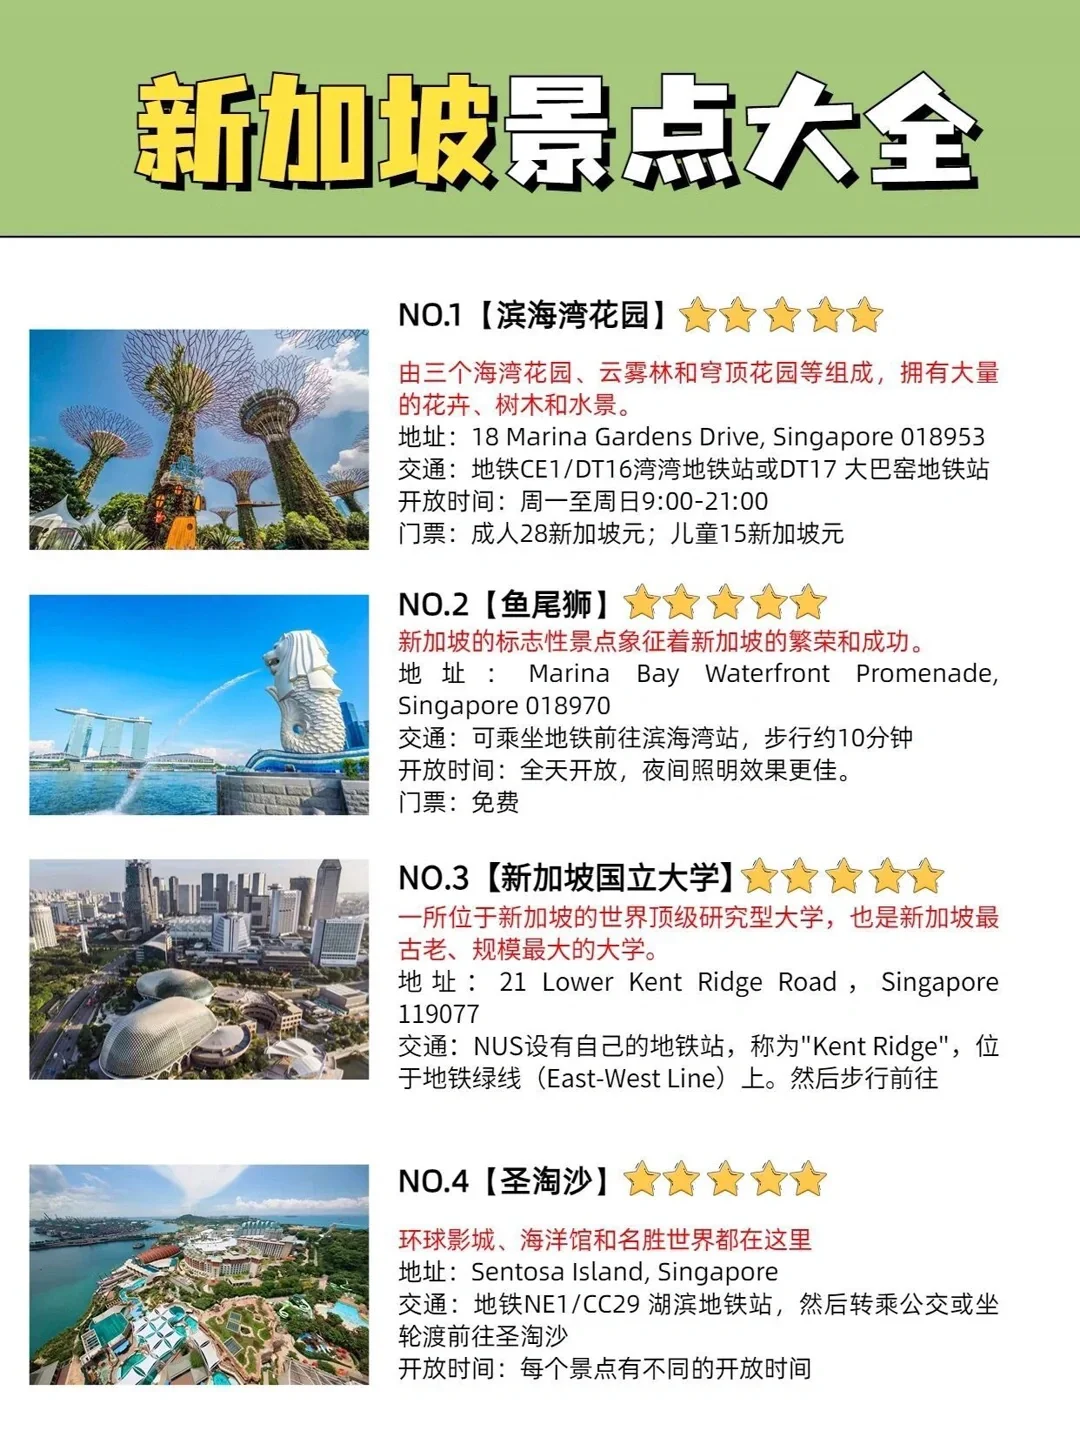 新加坡景点大全
NO.1【滨海湾花园】
由三个海湾花园、云雾林和穹顶花园等组成，拥有大量
的花卉、树木和水景。
地址：18 Marina Gardens Drive, Singapore 018953
交通：地铁CE1/DT16湾湾地铁站或DT17 大巴窑地铁站
开放时间：周一至周日9:00-21:00
门票：成人28新加坡元；儿童15新加坡元
NO.2【鱼尾狮】
新加坡的标志性景点象征着新加坡的繁荣和成功。
地址：Marina Bay Waterfront Promenade,
Singapore 018970
交通：可乘坐地铁前往滨海湾站，步行约10分钟
开放时间：全天开放，夜间照明效果更佳。
门票：免费
NO.3【新加坡国立大学】
一所位于新加坡的世界顶级研究型大学，也是新加坡最
古老、规模最大的大学。
地址：21 Lower Kent Ridge Road，Singapore
119077
交通：NUS设有自己的地铁站，称为"Kent Ridge"，位
于地铁绿线（East-West Line）上。然后步行前往
NO.4【圣淘沙】
环球影城、海洋馆和名胜世界都在这里
地址：Sentosa Island, Singapore
交通：地铁NE1/CC29 湖滨地铁站，然后转乘公交或坐
轮渡前往圣淘沙
开放时间：每个景点有不同的开放时间